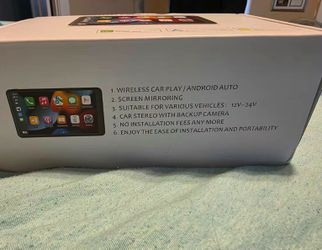 1. WIRELESS CAR PLAY / ANDROID AUTO
2. SCREEN MIRRORING
3. SUITABLE FOR VARIOUS VEHICLES: 12V-24V
4. CAR STEREO WITH BACKUP CAMERA
5. NO INSTALLATION FEES ANY MORE
6. ENJOY THE EASE OF INSTALLATION AND PORTABILITY